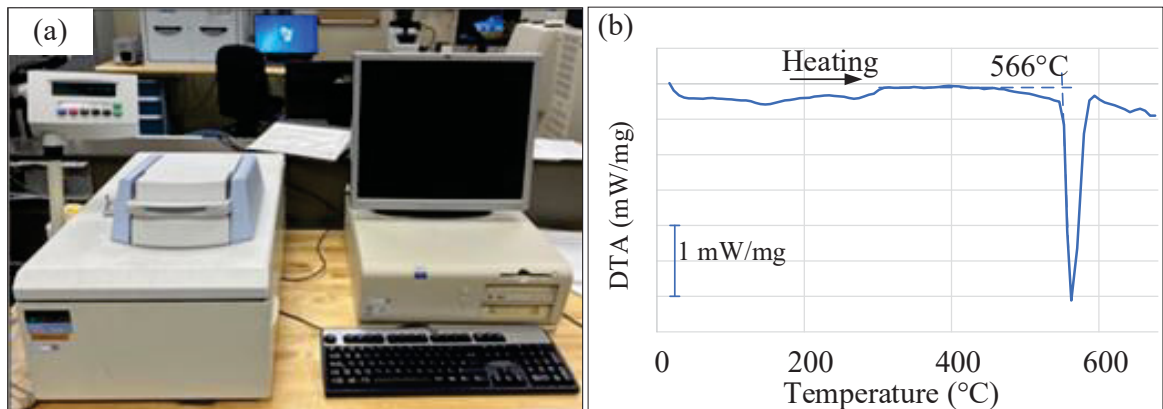 (a)
(b)
Heating
566°C
DTA (mW/mg)
1 mW/mg
0
200
400
600
Temperature (°C)